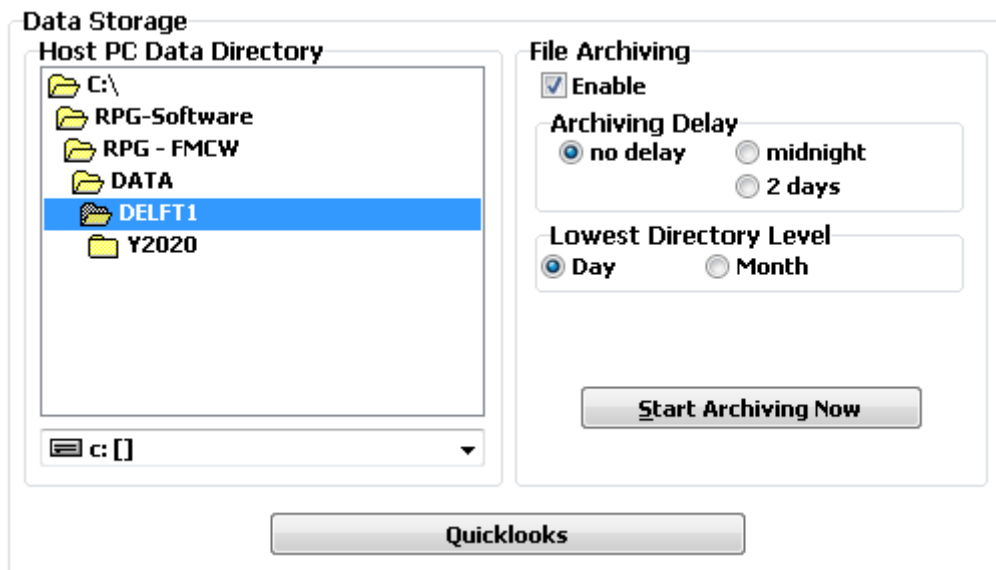 Data Storage
Host PC Data Directory
C:\
RPG-Software
RPG - FMCW
DATA
DELFT1
Y2020
c: []
File Archiving
Enable
Archiving Delay
no delay
midnight
2 days
Lowest Directory Level
Day
Month
Start Archiving Now
Quicklooks